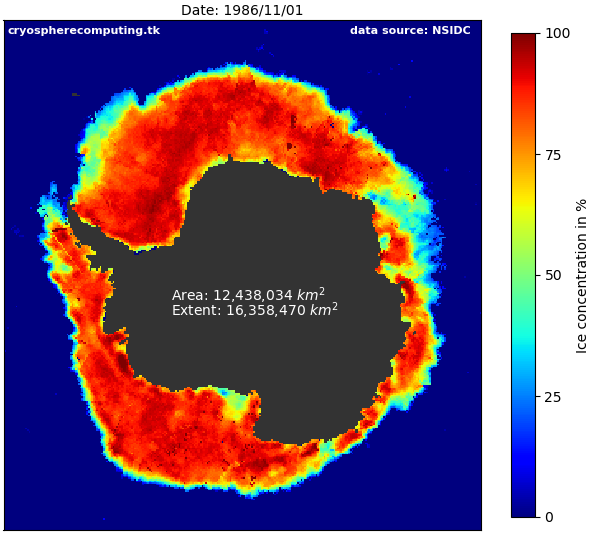 Date: 1986/11/01
cryospherecomputing.tk
data source: NSIDC
Area: 12,438,034 km²
Extent: 16,358,470 km²
100
75
50
25
0
Ice concentration in %